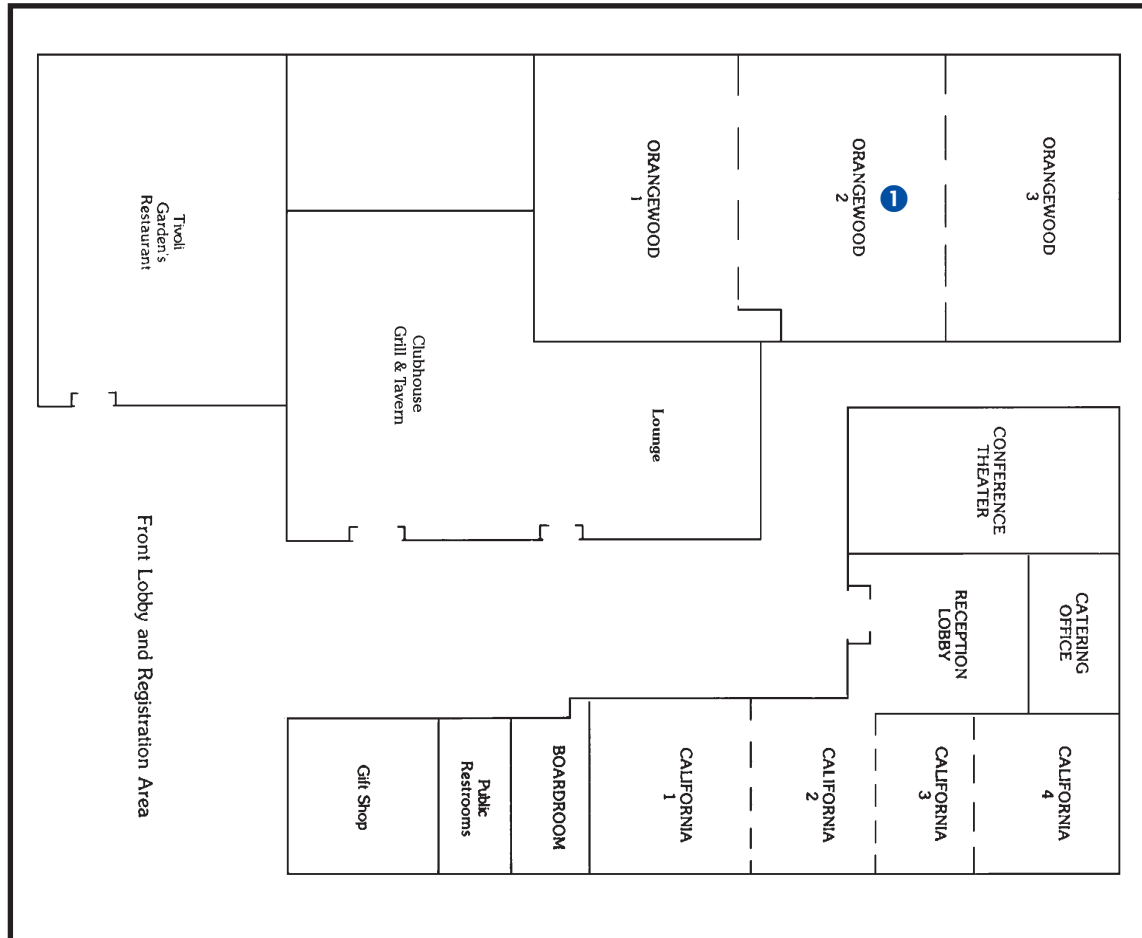 Tivoli
Garden's
Restaurant
Clubhouse
Grill & Tavern
Lounge
ORANGEWOOD
1
ORANGEWOOD
2
1
ORANGEWOOD
3
CONFERENCE
THEATER
RECEPTION
LOBBY
CATERING
OFFICE
Front Lobby and Registration Area
Gift Shop
Public
Restrooms
BOARDROOM
CALIFORNIA
1
CALIFORNIA
2
CALIFORNIA
3
CALIFORNIA
4